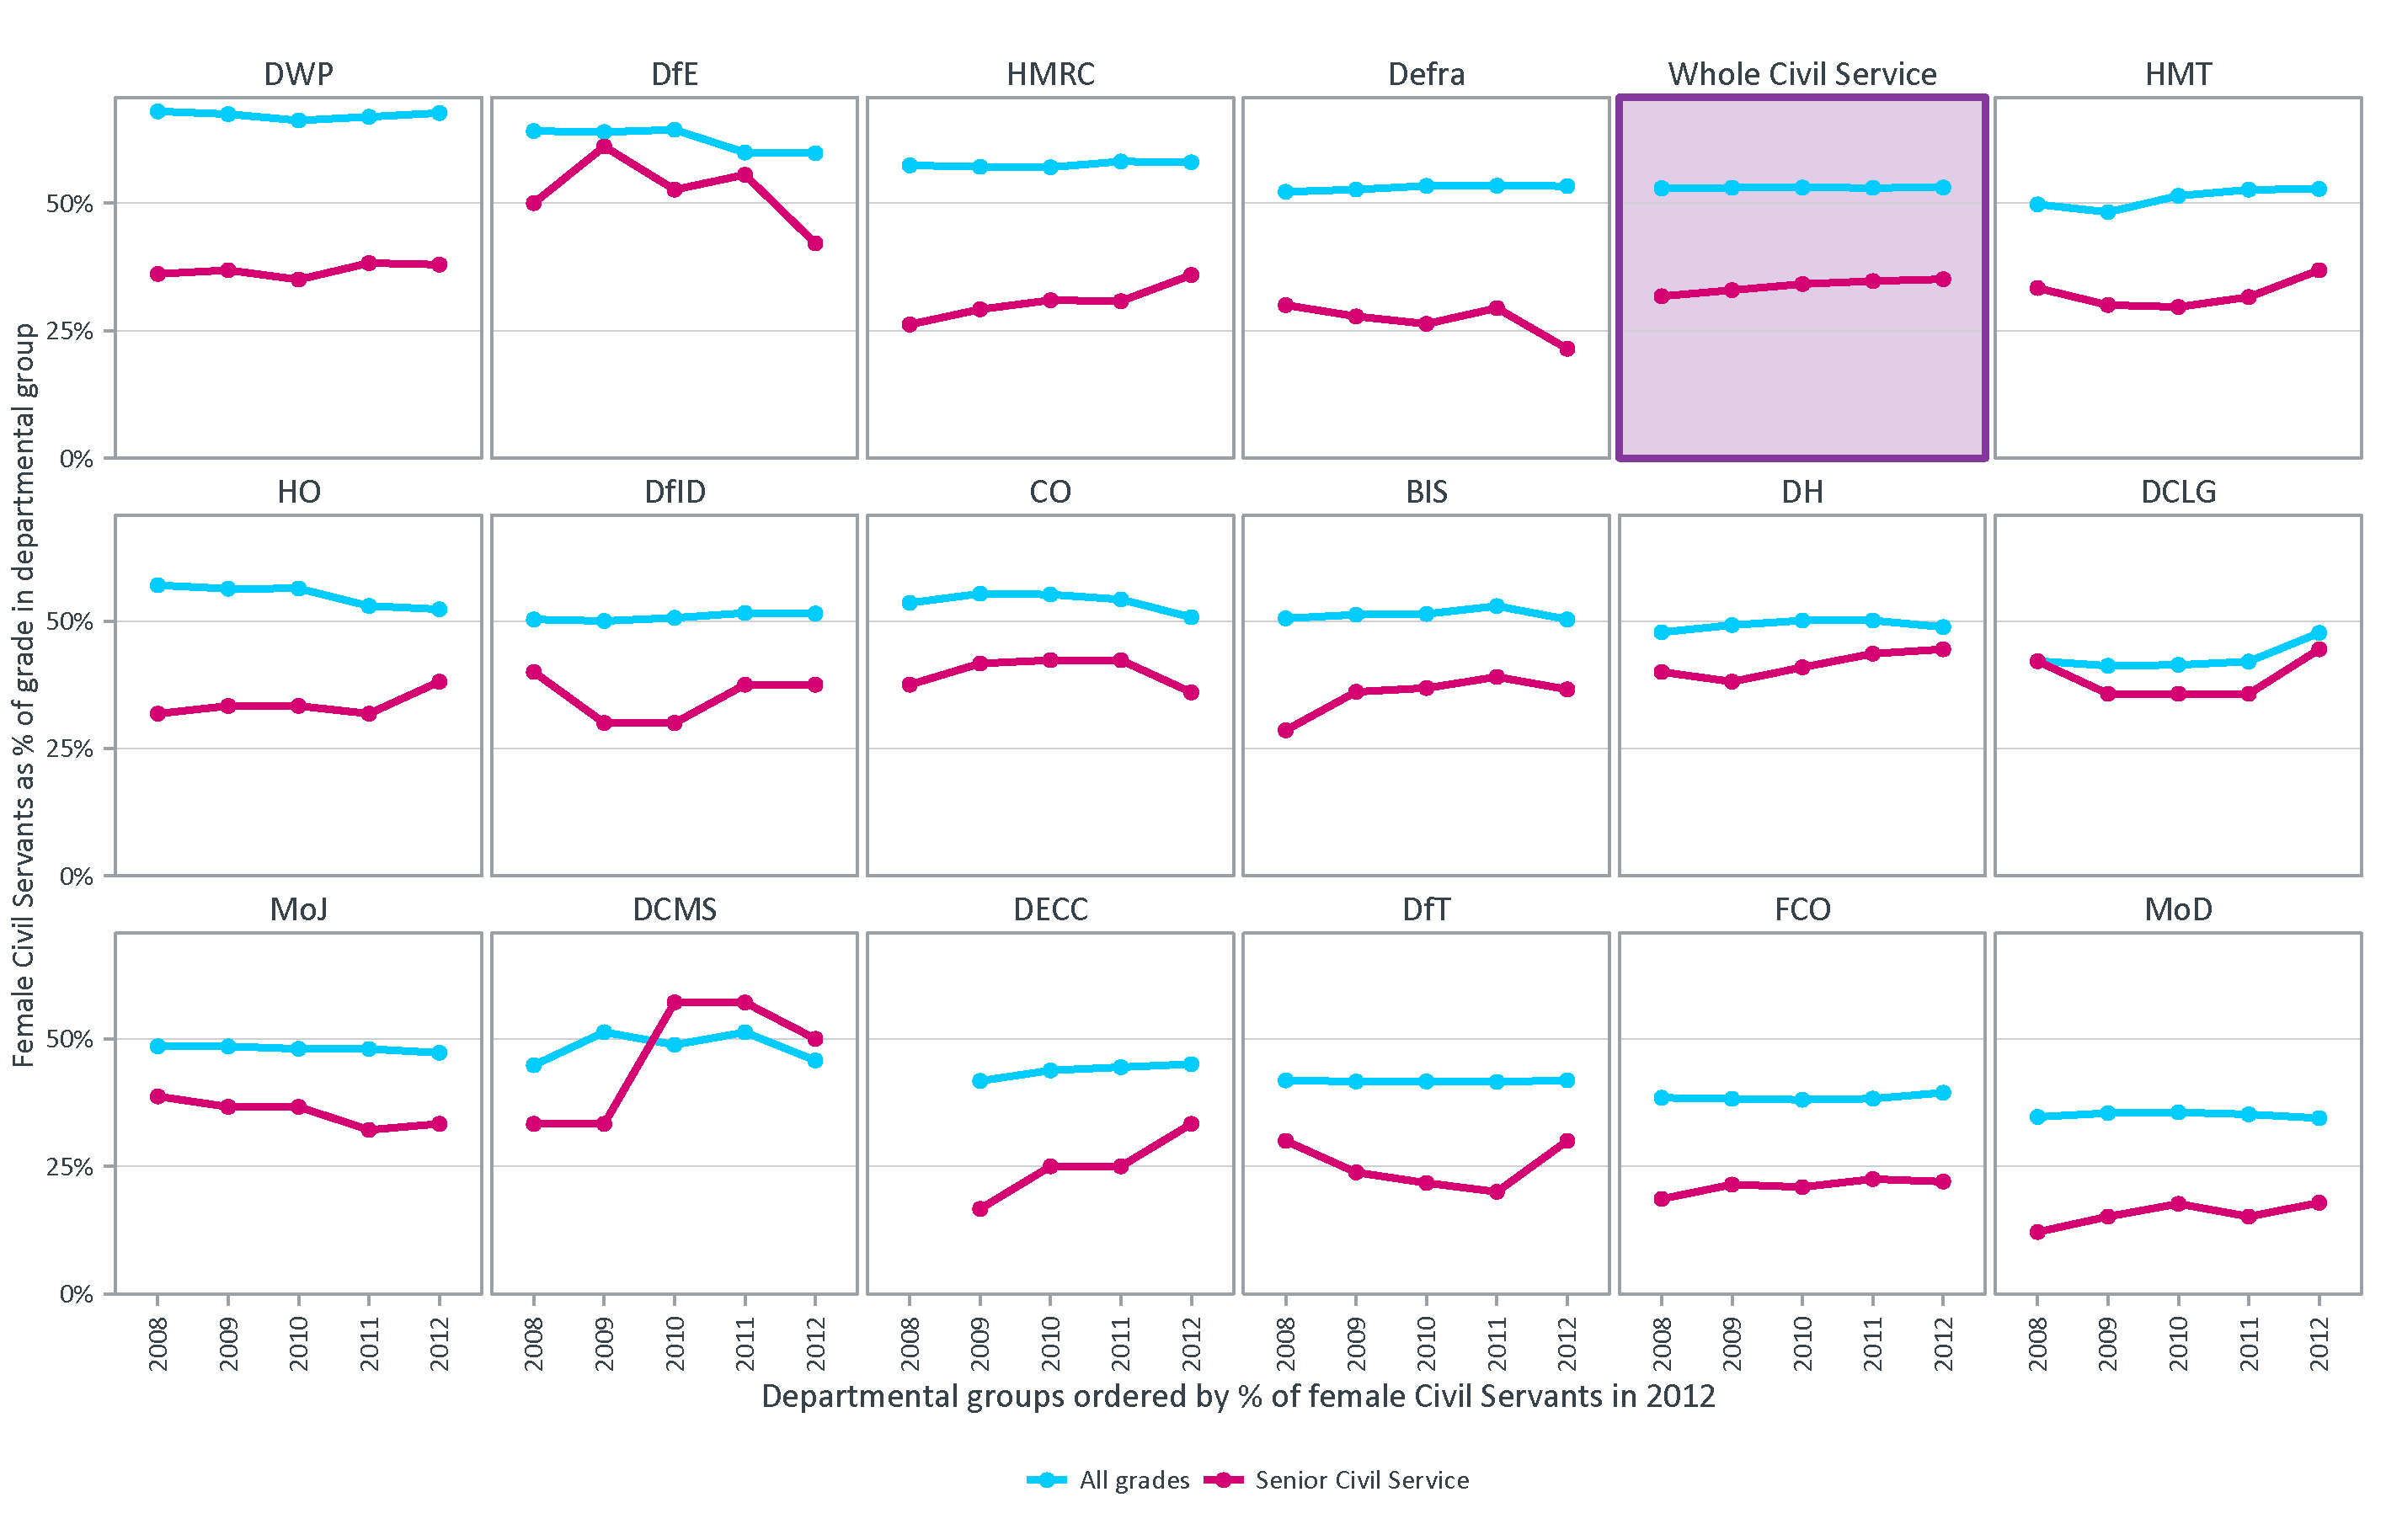 DWP DfE HMRC Defra Whole Civil Service HMT
50%
25%
0%
HO DfID CO BIS DH DCLG
50%
25%
0%
MoJ DCMS DECC DfT FCO MoD
50%
25%
0%
Female Civil Servants as % of grade in departmental group
2008 2009 2010 2011 2012 2008 2009 2010 2011 2012 2008 2009 2010 2011 2012 2008 2009 2010 2011 2012 2008 2009 2010 2011 2012 2008 2009 2010 2011 2012
Departmental groups ordered by % of female Civil Servants in 2012
All grades Senior Civil Service